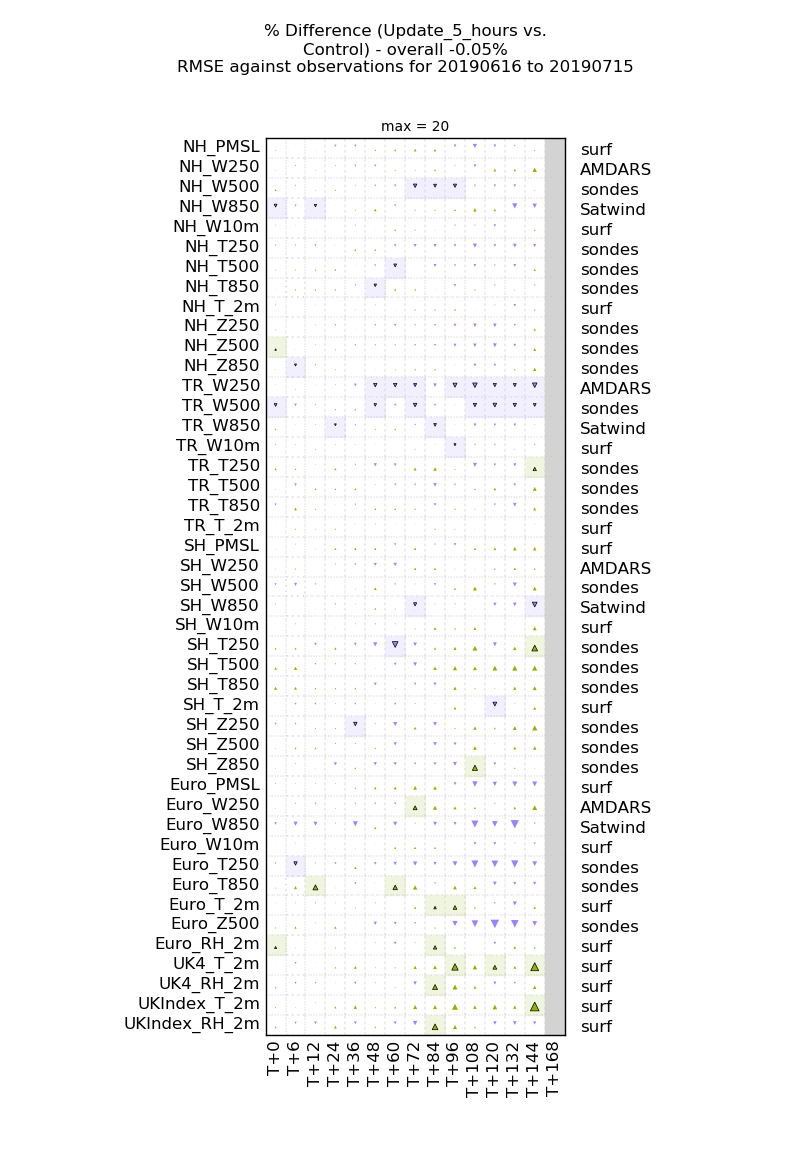 % Difference (Update_5_hours vs.
Control) - overall -0.05%
RMSE against observations for 20190616 to 20190715
max = 20
NH_PMSL surf
NH_W250 AMDARS
NH_W500 sondes
NH_W850 Satwind
NH_W10m surf
NH_T250 sondes
NH_T500 sondes
NH_T850 sondes
NH_T_2m surf
NH_Z250 sondes
NH_Z500 sondes
NH_Z850 sondes
TR_W250 AMDARS
TR_W500 sondes
TR_W850 Satwind
TR_W10m surf
TR_T250 sondes
TR_T500 sondes
TR_T850 sondes
TR_T_2m surf
SH_PMSL surf
SH_W250 AMDARS
SH_W500 sondes
SH_W850 Satwind
SH_W10m surf
SH_T250 sondes
SH_T500 sondes
SH_T850 sondes
SH_T_2m surf
SH_Z250 sondes
SH_Z500 sondes
SH_Z850 sondes
Euro_PMSL surf
Euro_W250 AMDARS
Euro_W850 Satwind
Euro_W10m surf
Euro_T250 sondes
Euro_T850 sondes
Euro_T_2m surf
Euro_Z500 sondes
Euro_RH_2m surf
UK4_T_2m surf
UK4_RH_2m surf
UKIndex_T_2m surf
UKIndex_RH_2m surf
T+0
T+6
T+12
T+24
T+36
T+48
T+60
T+72
T+84
T+96
T+108
T+120
T+132
T+144
T+168